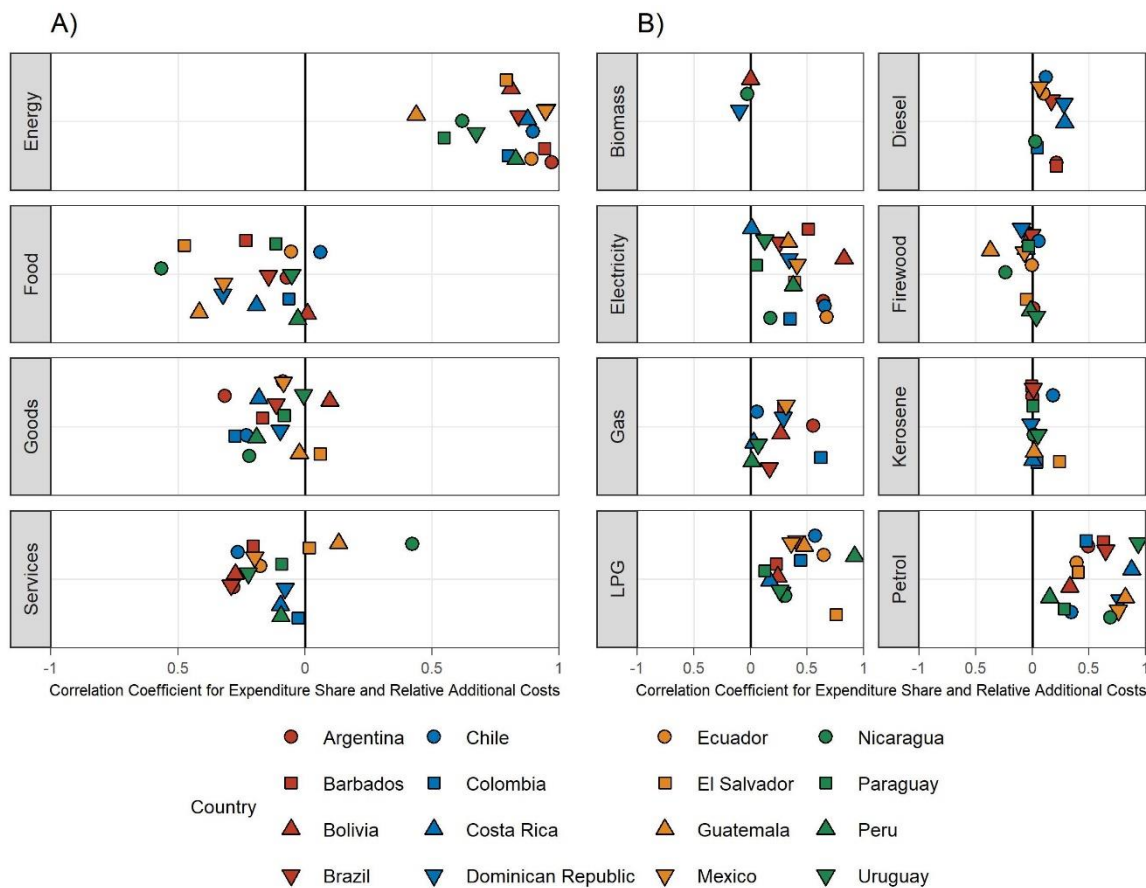 A)
B)
Energy
Food
Goods
Services
Biomass
Electricity
Gas
LPG
Diesel
Firewood
Kerosene
Petrol
-1 0.5 0 0.5 1
-1 0.5 0 0.5 1
-1 0.5 0 0.5 1
Correlation Coefficient for Expenditure Share and Relative Additional Costs
Correlation Coefficient for Expenditure Share and Relative Additional Costs
Country
Argentina
Barbados
Bolivia
Brazil
Chile
Colombia
Costa Rica
Dominican Republic
Ecuador
El Salvador
Guatemala
Mexico
Nicaragua
Paraguay
Peru
Uruguay